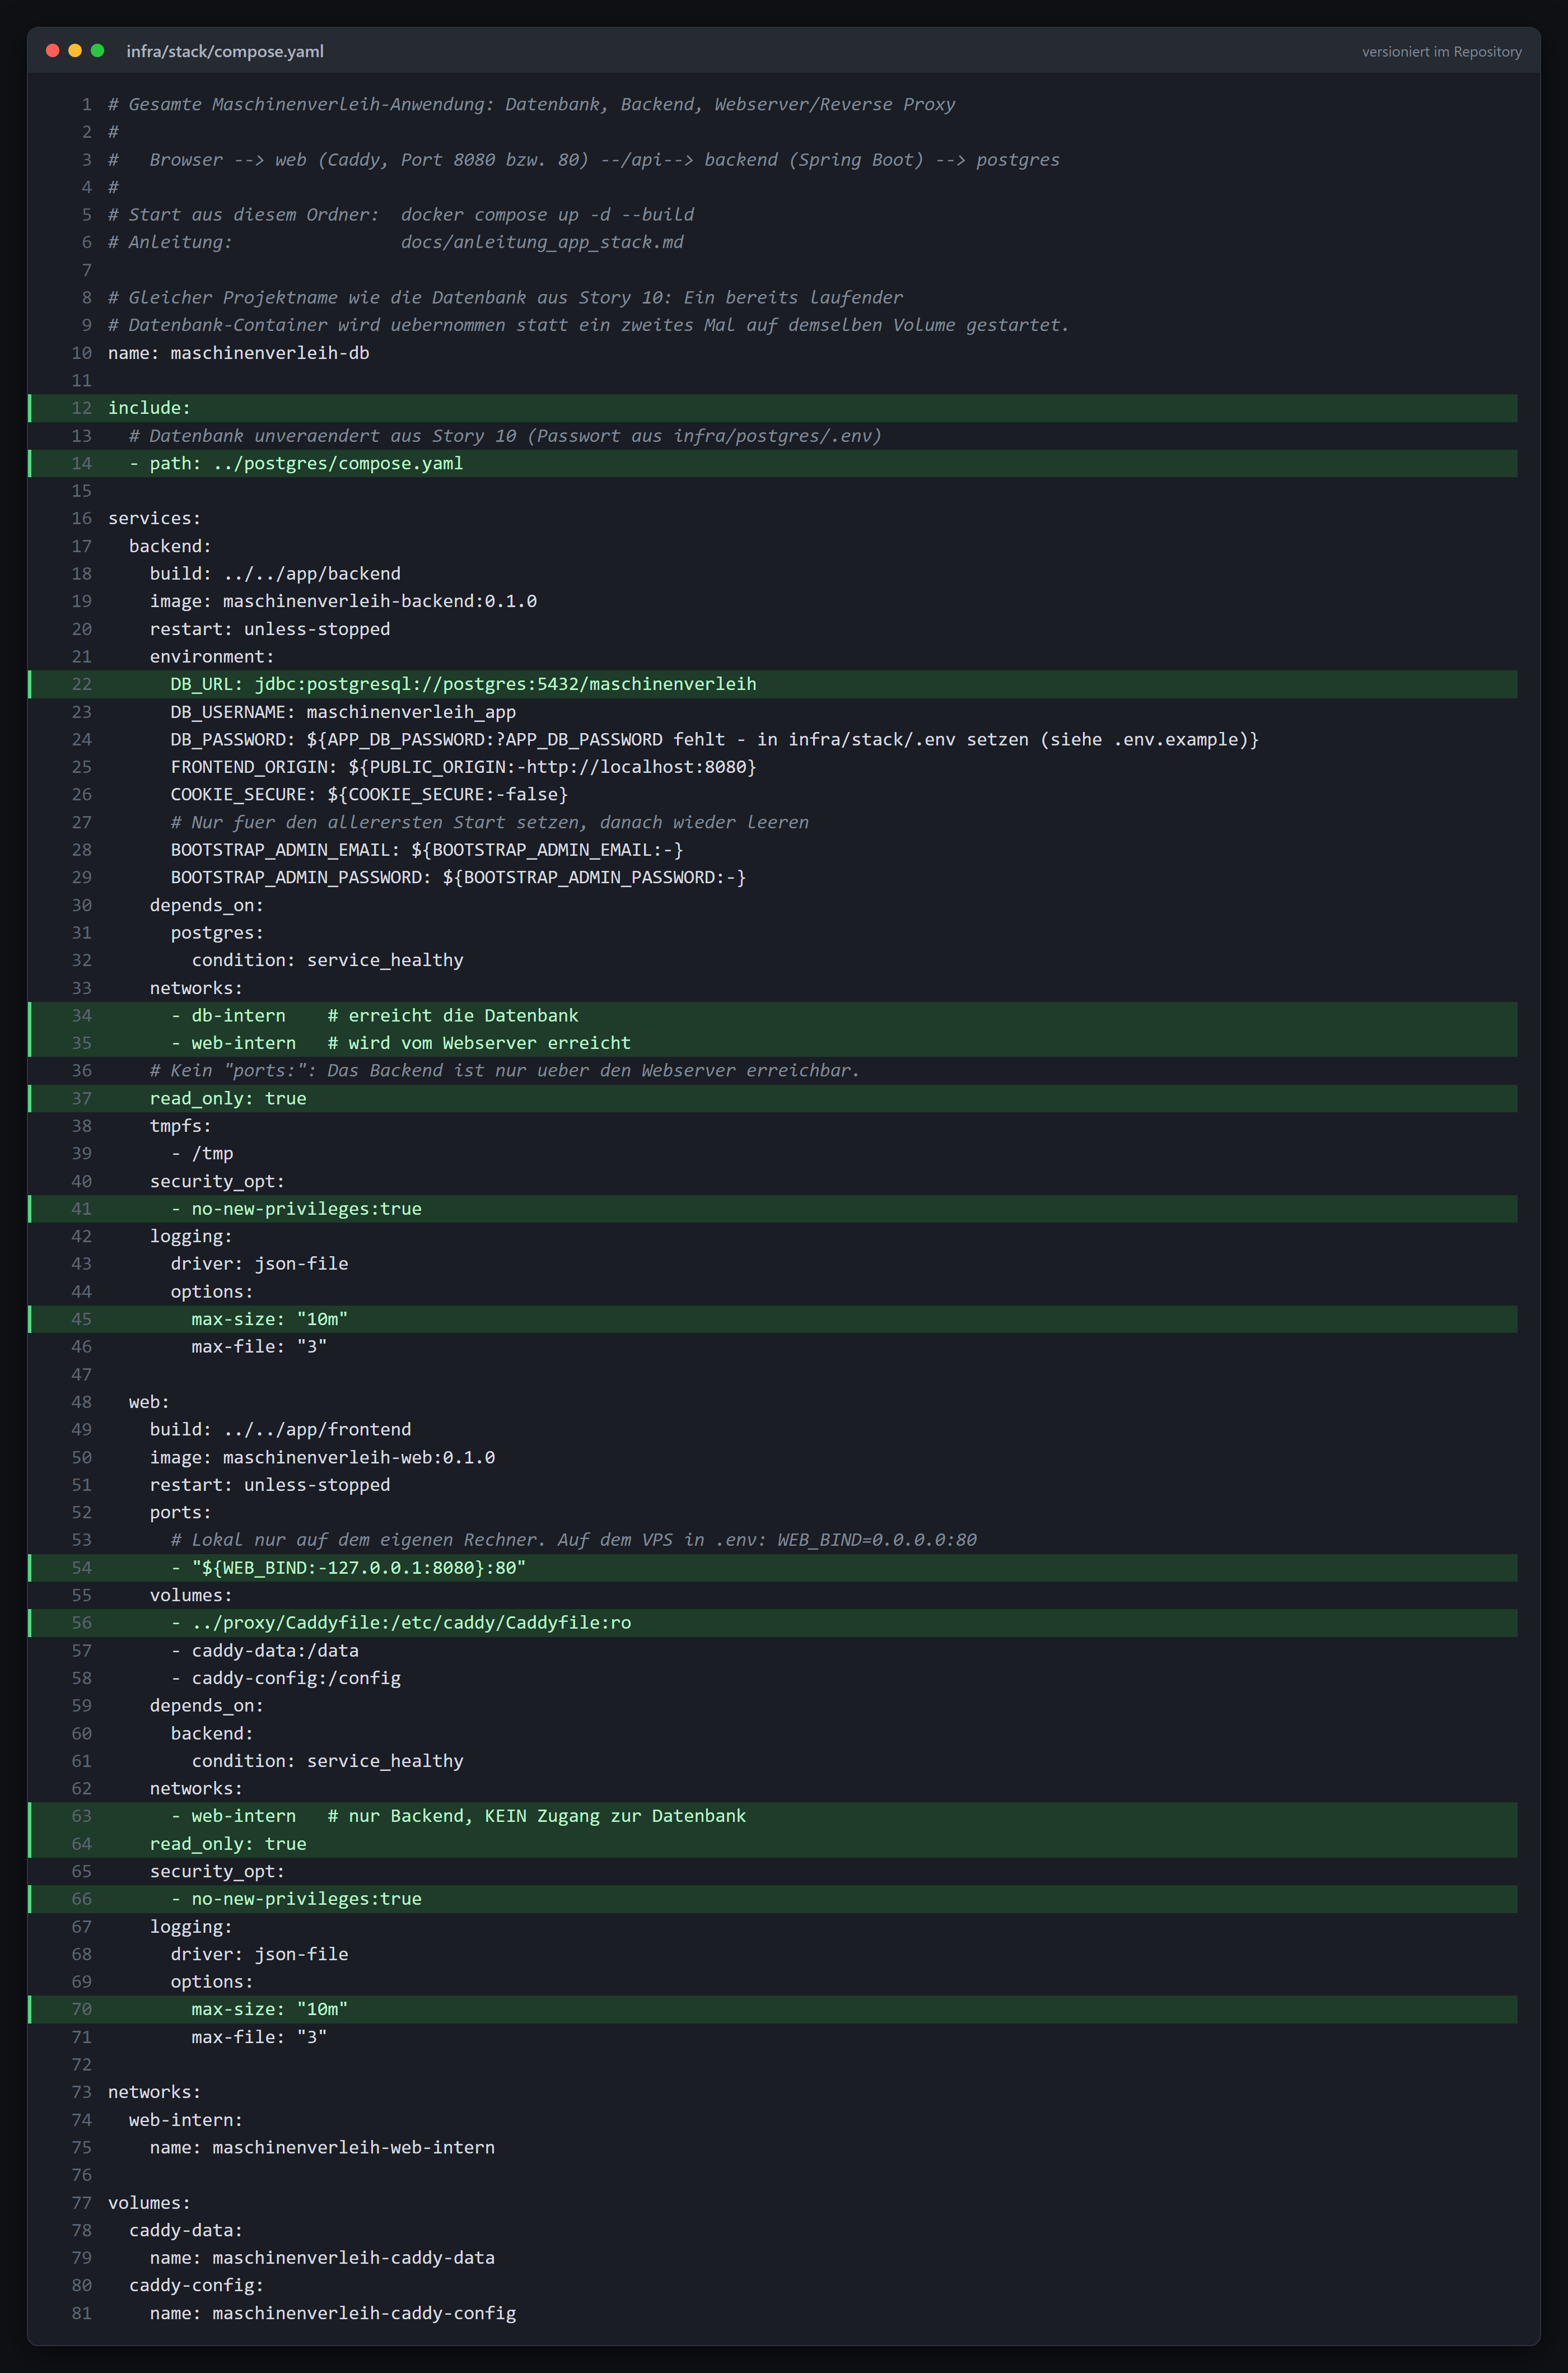 infra/stack/compose.yaml
versioniert im Repository
1 # Gesamte Maschinenverleih-Anwendung: Datenbank, Backend, Webserver/Reverse Proxy
2 #
3 #   Browser --> web (Caddy, Port 8080 bzw. 80) --/api--> backend (Spring Boot) --> postgres
4 #
5 # Start aus diesem Ordner:  docker compose up -d --build
6 # Anleitung:                docs/anleitung_app_stack.md
7
8 # Gleicher Projektname wie die Datenbank aus Story 10: Ein bereits laufender
9 # Datenbank-Container wird uebernommen statt ein zweites Mal auf demselben Volume gestartet.
10 name: maschinenverleih-db
11
12 include:
13   # Datenbank unveraendert aus Story 10 (Passwort aus infra/postgres/.env)
14   - path: ../postgres/compose.yaml
15
16 services:
17   backend:
18     build: ../../app/backend
19     image: maschinenverleih-backend:0.1.0
20     restart: unless-stopped
21     environment:
22       DB_URL: jdbc:postgresql://postgres:5432/maschinenverleih
23       DB_USERNAME: maschinenverleih_app
24       DB_PASSWORD: ${APP_DB_PASSWORD:?APP_DB_PASSWORD fehlt - in infra/stack/.env setzen (siehe .env.example)}
25       FRONTEND_ORIGIN: ${PUBLIC_ORIGIN:-http://localhost:8080}
26       COOKIE_SECURE: ${COOKIE_SECURE:-false}
27       # Nur fuer den allerersten Start setzen, danach wieder leeren
28       BOOTSTRAP_ADMIN_EMAIL: ${BOOTSTRAP_ADMIN_EMAIL:-}
29       BOOTSTRAP_ADMIN_PASSWORD: ${BOOTSTRAP_ADMIN_PASSWORD:-}
30     depends_on:
31       postgres:
32         condition: service_healthy
33     networks:
34       - db-intern    # erreicht die Datenbank
35       - web-intern   # wird vom Webserver erreicht
36     # Kein "ports:": Das Backend ist nur ueber den Webserver erreichbar.
37     read_only: true
38     tmpfs:
39       - /tmp
40     security_opt:
41       - no-new-privileges:true
42     logging:
43       driver: json-file
44       options:
45         max-size: "10m"
46         max-file: "3"
47
48   web:
49     build: ../../app/frontend
50     image: maschinenverleih-web:0.1.0
51     restart: unless-stopped
52     ports:
53       # Lokal nur auf dem eigenen Rechner. Auf dem VPS in .env: WEB_BIND=0.0.0.0:80
54       - "${WEB_BIND:-127.0.0.1:8080}:80"
55     volumes:
56       - ../proxy/Caddyfile:/etc/caddy/Caddyfile:ro
57       - caddy-data:/data
58       - caddy-config:/config
59     depends_on:
60       backend:
61         condition: service_healthy
62     networks:
63       - web-intern   # nur Backend, KEIN Zugang zur Datenbank
64     read_only: true
65     security_opt:
66       - no-new-privileges:true
67     logging:
68       driver: json-file
69       options:
70         max-size: "10m"
71         max-file: "3"
72
73 networks:
74   web-intern:
75     name: maschinenverleih-web-intern
76
77 volumes:
78   caddy-data:
79     name: maschinenverleih-caddy-data
80   caddy-config:
81     name: maschinenverleih-caddy-config